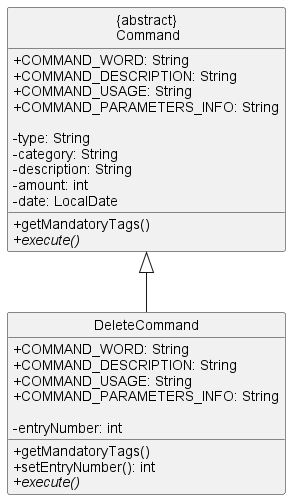 {abstract}
Command
+COMMAND_WORD: String
+COMMAND_DESCRIPTION: String
+COMMAND_USAGE: String
+COMMAND_PARAMETERS_INFO: String
-type: String
-category: String
-description: String
-amount: int
-date: LocalDate
+getMandatoryTags()
+execute()
DeleteCommand
+COMMAND_WORD: String
+COMMAND_DESCRIPTION: String
+COMMAND_USAGE: String
+COMMAND_PARAMETERS_INFO: String
-entryNumber: int
+getMandatoryTags()
+setEntryNumber(): int
+execute()